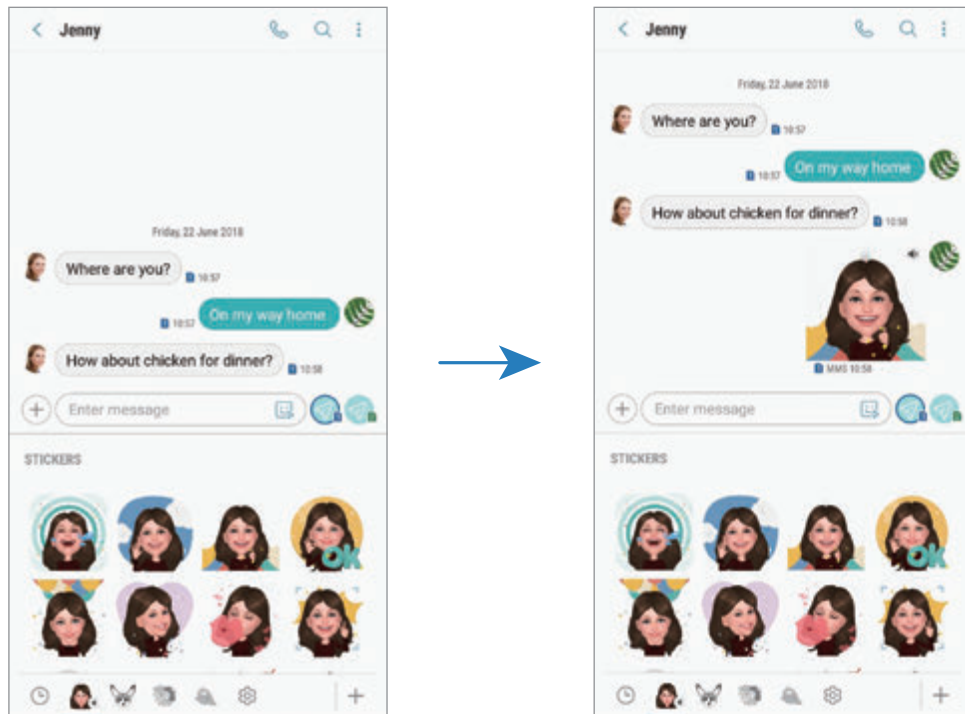 Jenny
Friday, 22 June 2018
Where are you?
10:57
10:57
On my way home
How about chicken for dinner?
10:58
Enter message
STICKERS
OK
Jenny
Friday, 22 June 2018
Where are you?
10:57
10:57
On my way home
How about chicken for dinner?
10:58
MMS 10:58
Enter message
STICKERS
OK